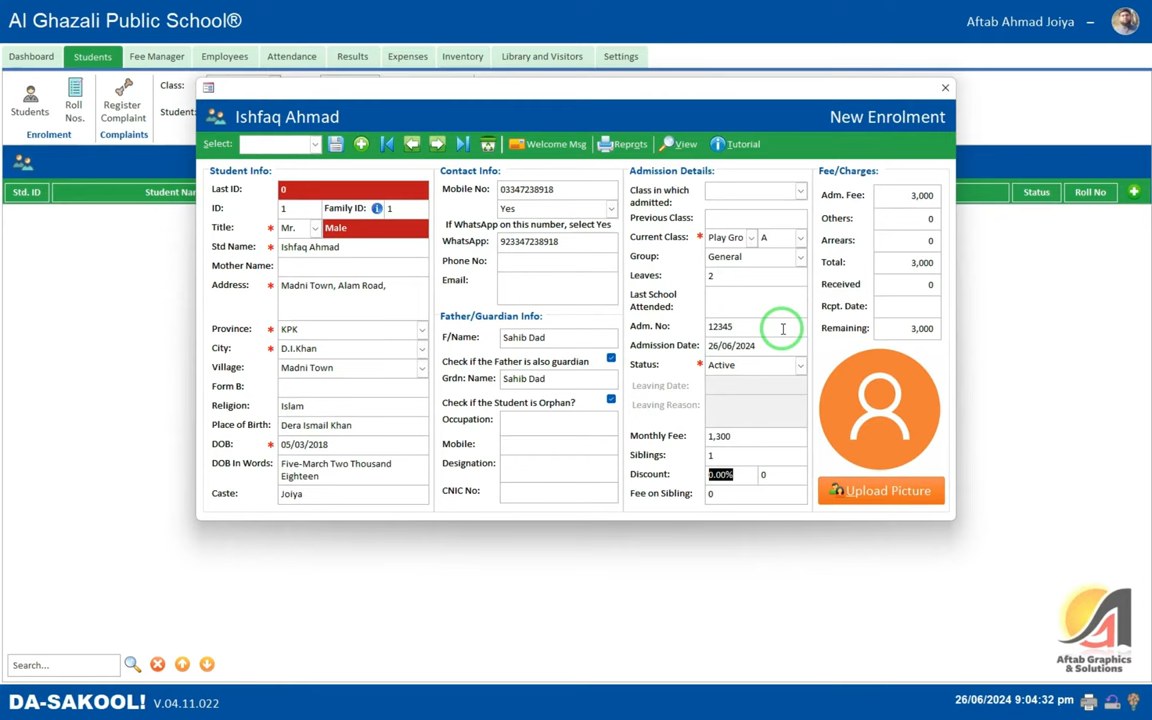 Al Ghazali Public School®
Aftab Ahmad Joiya
Dashboard Students Fee Manager Employees Attendance Results Expenses Inventory Library and Visitors Settings
Students
Roll Nos.
Register Complaint
Class:
Student:
Enrolment
Complaints
Std. ID
Student
Status
Roll No
Ishfaq Ahmad
New Enrolment
Select:
Welcome Msg
Reprots
View
Tutorial
Student Info:
Last ID: 0
ID: 1 Family ID: 1
Title: * Mr. Male
Std Name: * Ishfaq Ahmad
Mother Name:
Address: * Madni Town, Alam Road,
Province: * KPK
City: * D.I.Khan
Village: * Madni Town
Form B:
Religion: Islam
Place of Birth: Dera Ismail Khan
DOB: * 05/03/2018
DOB In Words: Five-March Two Thousand
Eighteen
Caste: Joiya
Contact Info:
Mobile No: 03347238918
Yes
If WhatsApp on this number, select Yes
WhatsApp: 923347238918
Phone No:
Email:
Father/Guardian Info:
F/Name: Sahib Dad
Check if the Father is also guardian
Grdn: Name: Sahib Dad
Check if the Student is Orphan?
Occupation:
Mobile:
Designation:
CNIC No:
Admission Details:
Class in which
admitted:
Previous Class:
Current Class: * Play Gro A
Group: General
Leaves: 2
Last School
Attended:
Adm. No: 12345
Admission Date: 26/06/2024
Status: * Active
Leaving Date:
Leaving Reason:
Monthly Fee: 1,300
Siblings: 1
Discount: 0.00% 0
Fee on Sibling: 0
Fee/Charges:
Adm. Fee: 3,000
Others: 0
Arrears: 0
Total: 3,000
Received 0
Rcpt. Date:
Remaining: 3,000
Upload Picture
Search...
Aftab Graphics
& Solutions
DA-SAKOOL! V.04.11.022
26/06/2024 9:04:32 pm